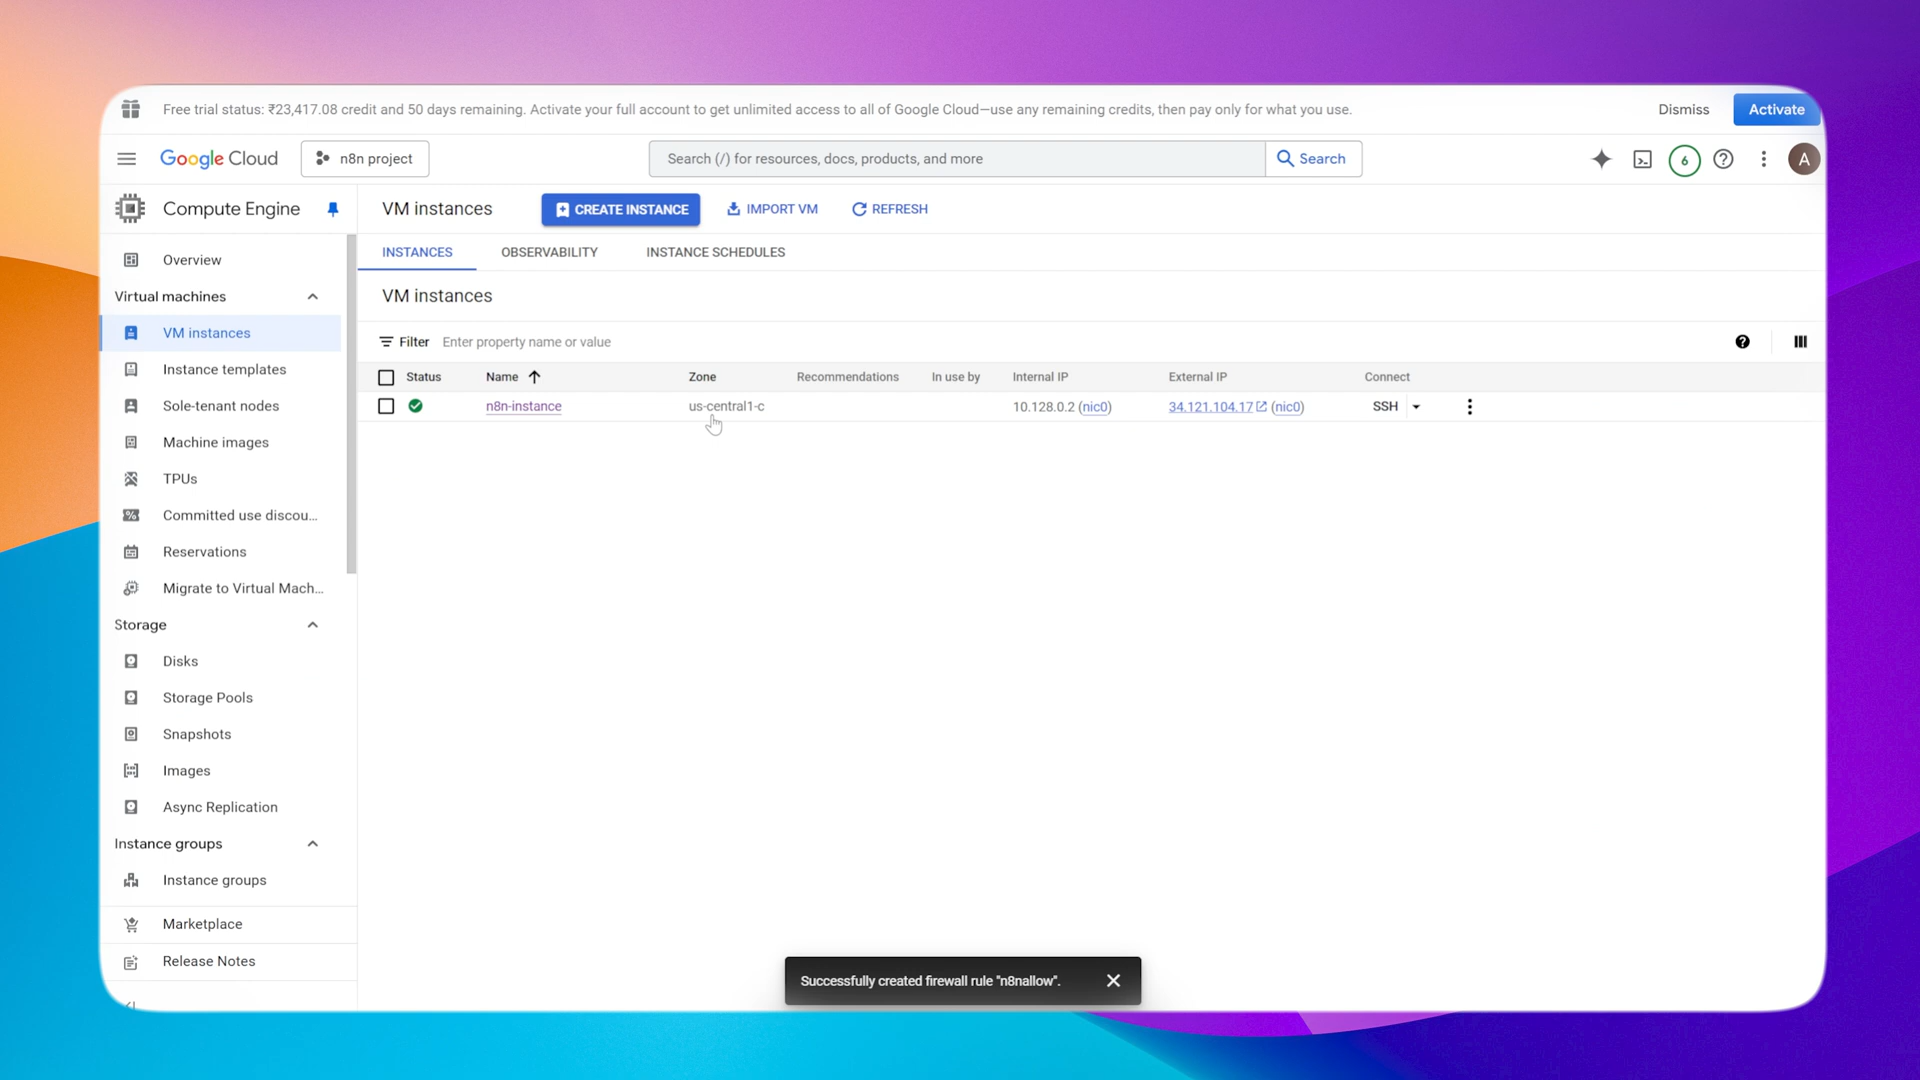 Free trial status: ₹23,417.08 credit and 50 days remaining. Activate your full account to get unlimited access to all of Google Cloud—use any remaining credits, then pay only for what you use.
Dismiss
Activate
Google Cloud
n8n project
Search (/) for resources, docs, products, and more
Search
6
A
Compute Engine
VM instances
CREATE INSTANCE
IMPORT VM
REFRESH
INSTANCES
OBSERVABILITY
INSTANCE SCHEDULES
Overview
Virtual machines
VM instances
Instance templates
Sole-tenant nodes
Machine images
TPUs
Committed use discou...
Reservations
Migrate to Virtual Mach...
Storage
Disks
Storage Pools
Snapshots
Images
Async Replication
Instance groups
Instance groups
Marketplace
Release Notes
VM instances
Filter
Enter property name or value
Status
Name
Zone
Recommendations
In use by
Internal IP
External IP
Connect
n8n-instance
us-central1-c
10.128.0.2 (nic0)
34.121.104.17 (nic0)
SSH
Successfully created firewall rule "n8nallow".